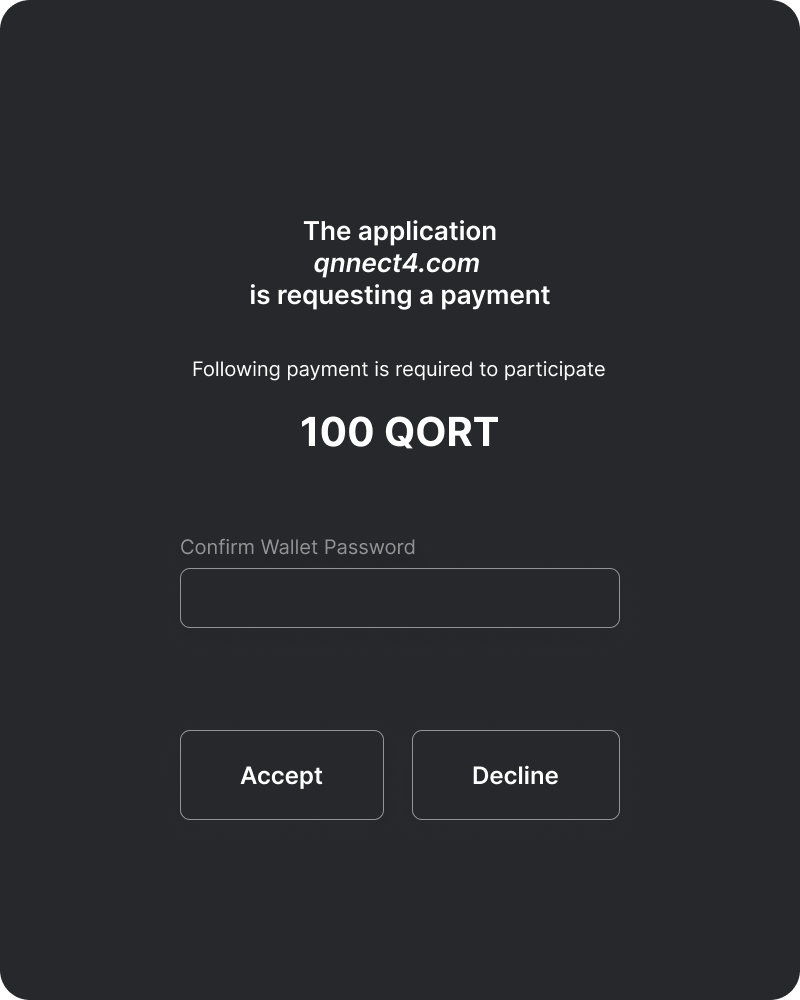 The application
qnnect4.com
is requesting a payment
Following payment is required to participate
100 QORT
Confirm Wallet Password
Accept
Decline